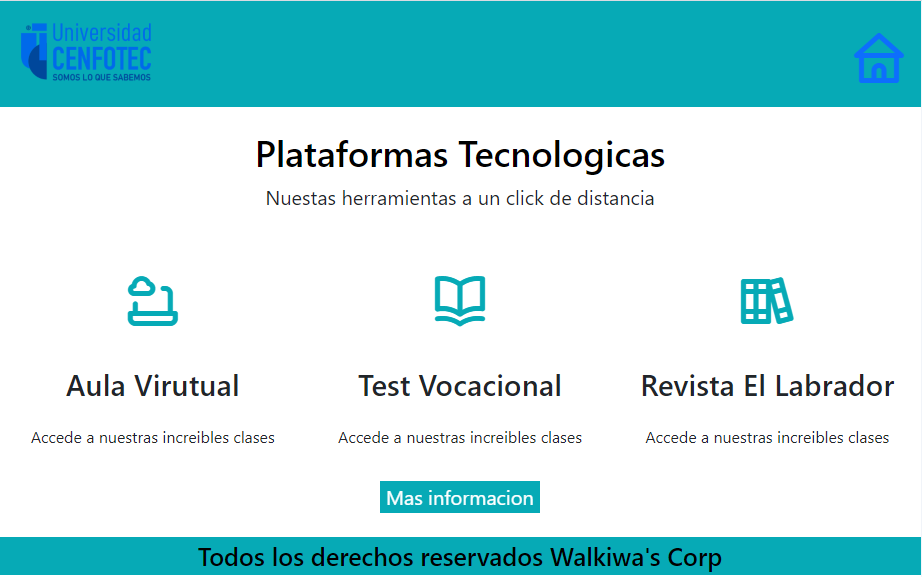 Universidad
CENFOTEC
SOMOS LO QUE SABEMOS
Plataformas Tecnologicas
Nuestas herramientas a un click de distancia
Aula Virutual
Test Vocacional
Revista El Labrador
Accede a nuestras increibles clases
Accede a nuestras increibles clases
Accede a nuestras increibles clases
Mas informacion
Todos los derechos reservados Walkiwa's Corp